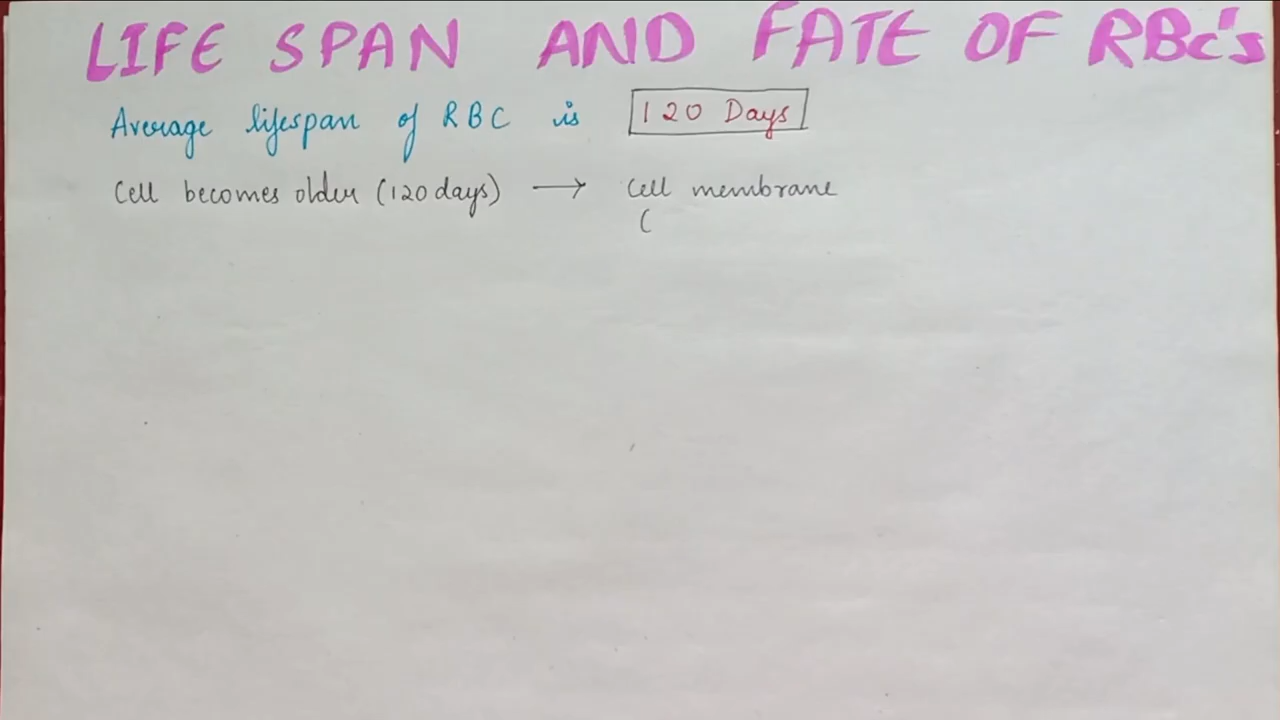 LIFE SPAN AND FATE OF RBc's
Average lifespan of RBC is 120 Days
Cell becomes older (120 days) → Cell membrane
(